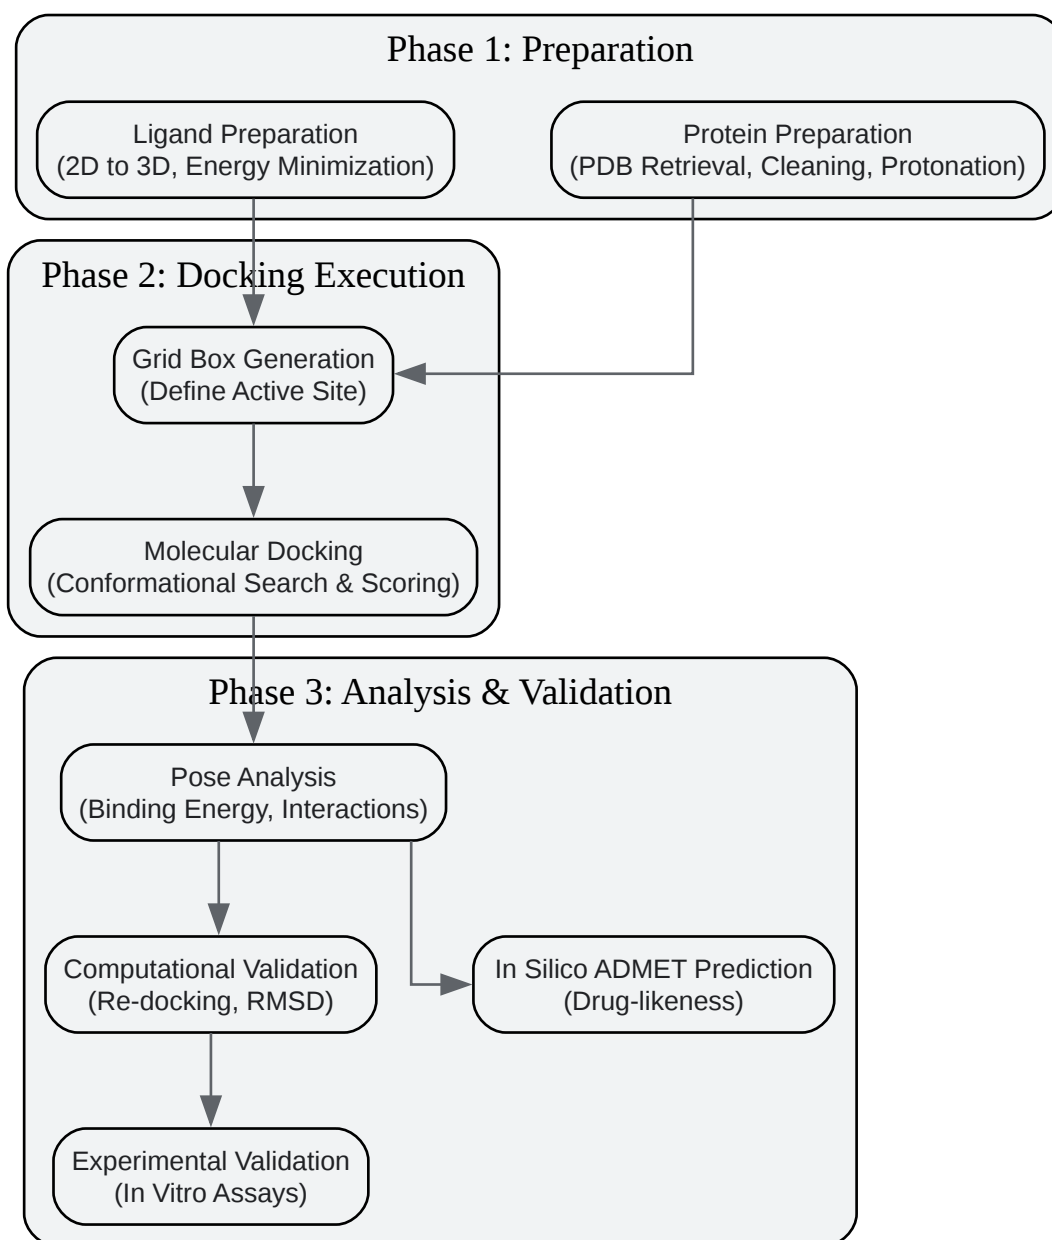 Phase 1: Preparation
Ligand Preparation
(2D to 3D, Energy Minimization)
Protein Preparation
(PDB Retrieval, Cleaning, Protonation)
Phase 2: Docking Execution
Grid Box Generation
(Define Active Site)
Molecular Docking
(Conformational Search & Scoring)
Phase 3: Analysis & Validation
Pose Analysis
(Binding Energy, Interactions)
Computational Validation
(Re-docking, RMSD)
In Silico ADMET Prediction
(Drug-likeness)
Experimental Validation
(In Vitro Assays)